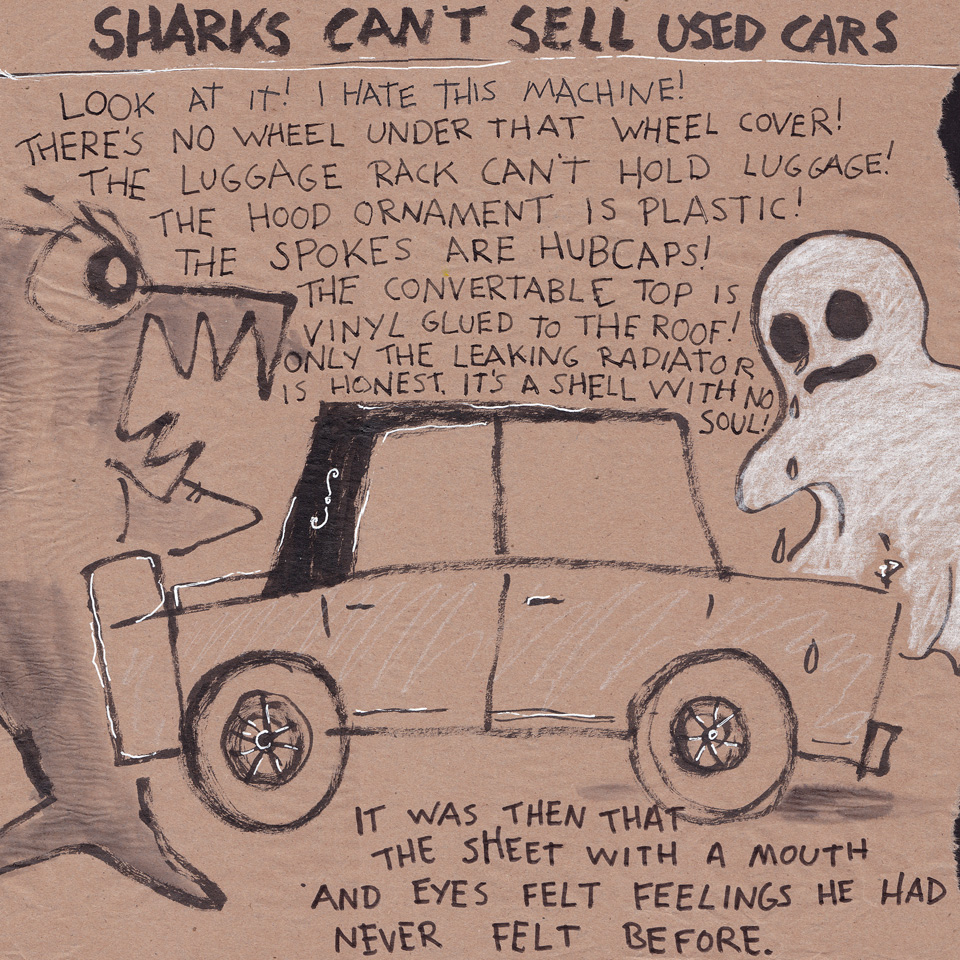 SHARKS CAN'T SELL USED CARS
LOOK AT IT! I HATE THIS MACHINE!
THERE'S NO WHEEL UNDER THAT WHEEL COVER!
THE LUGGAGE RACK CAN'T HOLD LUGGAGE!
THE HOOD ORNAMENT IS PLASTIC!
THE SPOKES ARE HUBCAPS!
THE CONVERTABLE TOP IS
VINYL GLUED TO THE ROOF!
ONLY THE LEAKING RADIATOR
IS HONEST. IT'S A SHELL WITH NO
SOUL!
IT WAS THEN THAT
THE SHEET WITH A MOUTH
AND EYES FELT FEELINGS HE HAD
NEVER FELT BEFORE.